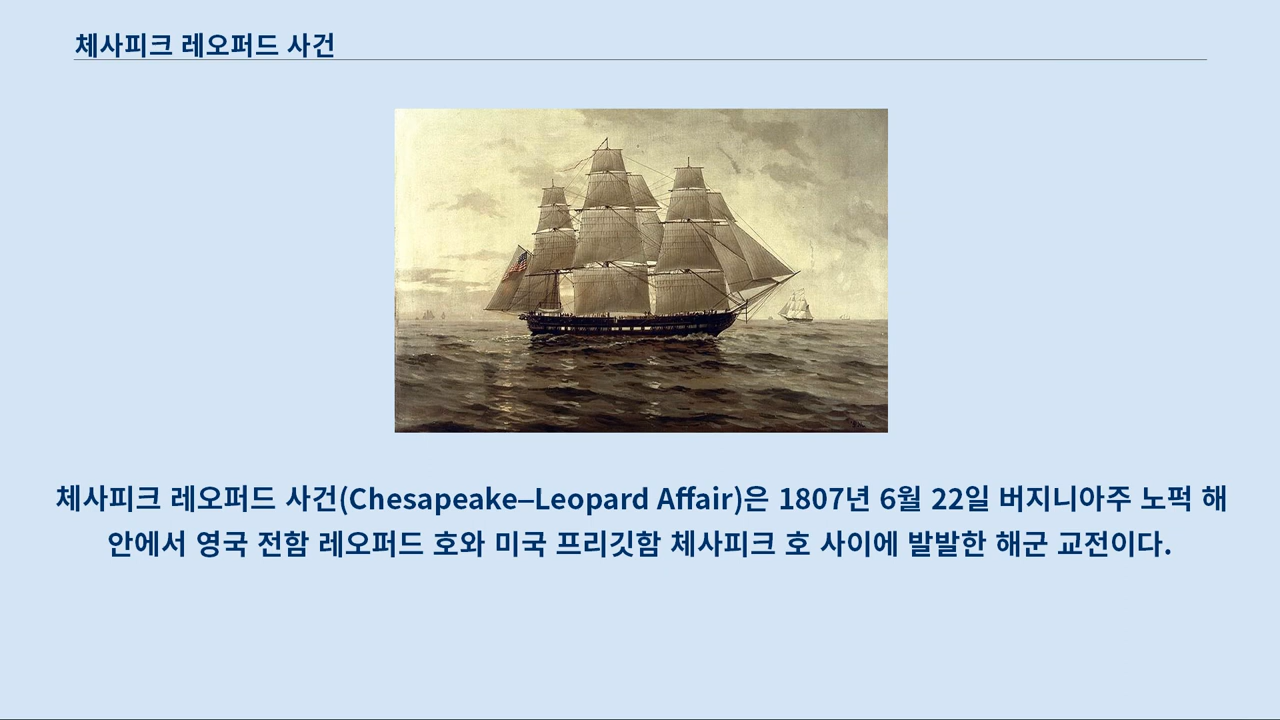 체사피크 레오퍼드 사건
체사피크 레오퍼드 사건(Chesapeake–Leopard Affair)은 1807년 6월 22일 버지니아주 노퍽 해
안에서 영국 전함 레오퍼드 호와 미국 프리깃함 체사피크 호 사이에 발발한 해군 교전이다.